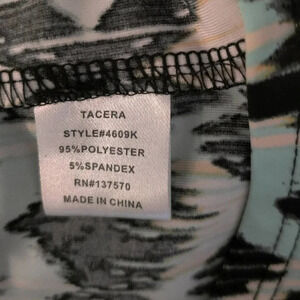 TACERA
STYLE#4609K
95%POLYESTER
5%SPANDEX
RN#137570
MADE IN CHINA